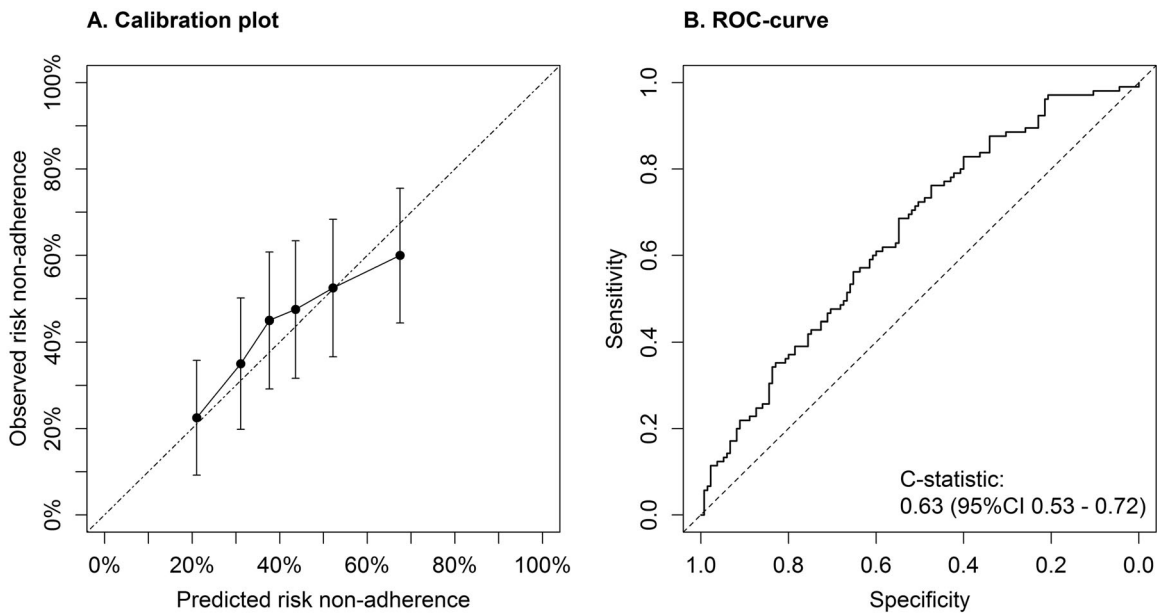 A. Calibration plot
Observed risk non-adherence
100%
80%
60%
40%
20%
0%
0% 20% 40% 60% 80% 100%
Predicted risk non-adherence
B. ROC-curve
Sensitivity
1.0
0.8
0.6
0.4
0.2
0.0
C-statistic:
0.63 (95%CI 0.53 - 0.72)
1.0 0.8 0.6 0.4 0.2 0.0
Specificity